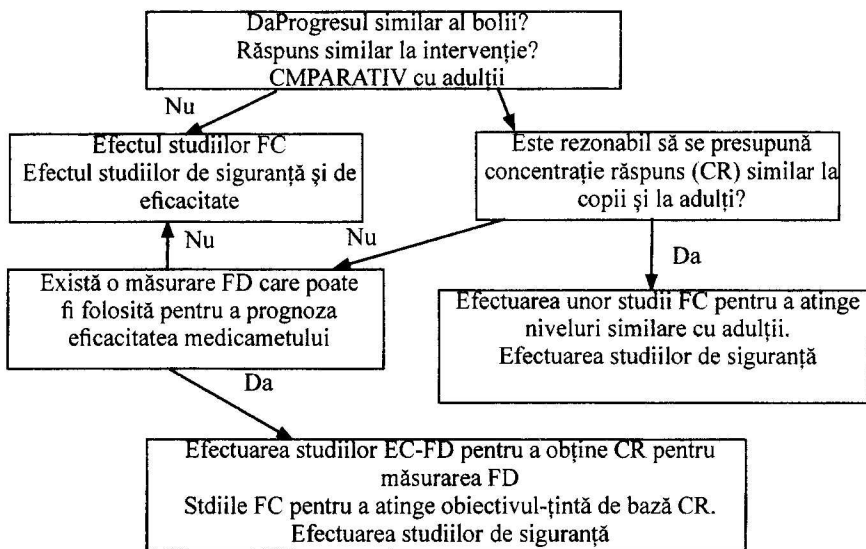 DaProgresul similar al bolii?
Răspuns similar la intervenție?
CMPARATIV cu adulții
Nu
Efectul studiilor FC
Efectul studiilor de siguranță și de
eficacitate
Este rezonabil să se presupună
concentrație răspuns (CR) similar la
copii și la adulți?
Nu
Nu
Da
Există o măsurare FD care poate
fi folosită pentru a prognoza
eficacitatea medicametului
Efectuarea unor studii FC pentru a atinge
niveluri similare cu adulții.
Efectuarea studiilor de siguranță
Da
Efectuarea studiilor EC-FD pentru a obține CR pentru
măsurarea FD
Stdiile FC pentru a atinge obiectivul-țintă de bază CR.
Efectuarea studiilor de siguranță